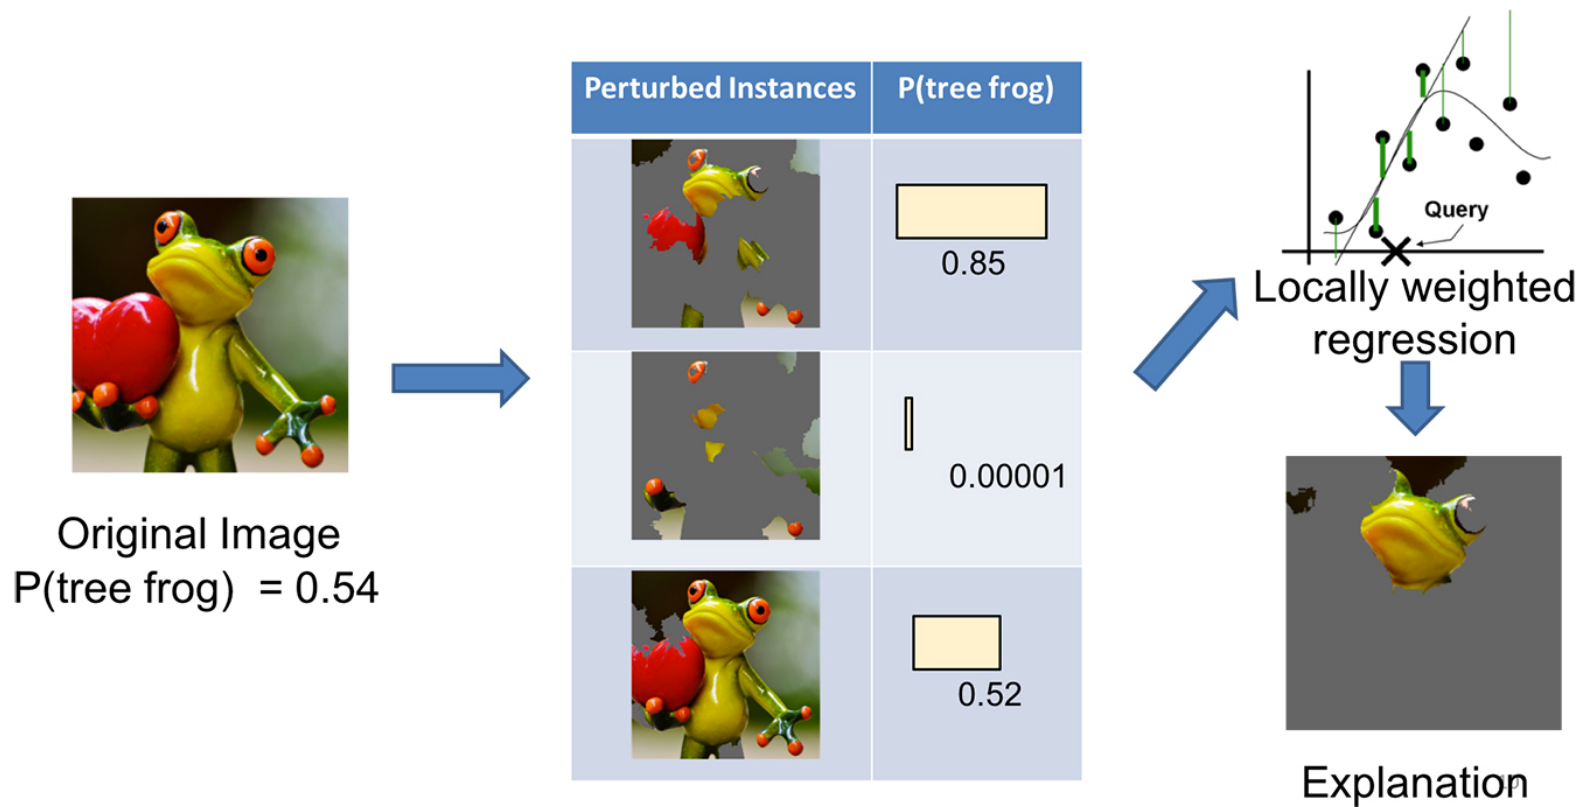 Original Image
P(tree frog) = 0.54
Perturbed Instances
P(tree frog)
0.85
0.00001
0.52
Query
Locally weighted
regression
Explanation